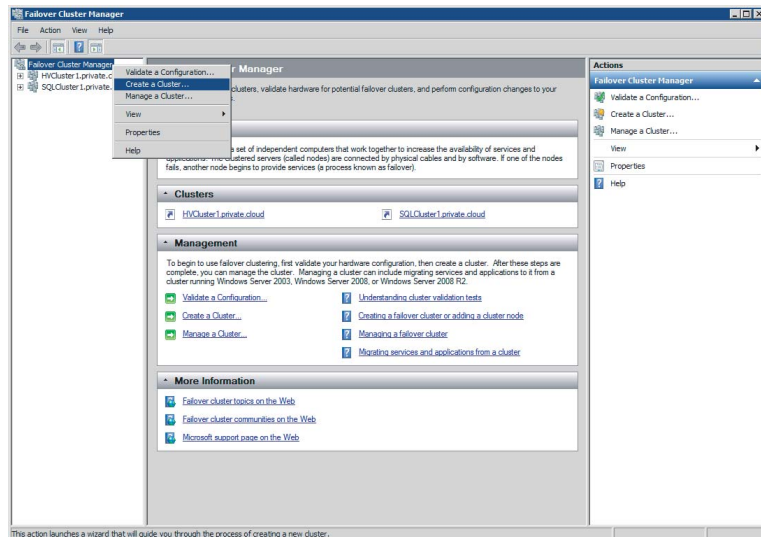 Failover Cluster Manager
File Action View Help
Failover Cluster Manager
HVCluster1.private.c
SQLCluster1.private.
Validate a Configuration...
Create a Cluster...
Manage a Cluster...
View
Properties
Help
r Manager
clusters, validate hardware for potential failover clusters, and perform configuration changes to your
s.
a set of independent computers that work together to increase the availability of services and
applications. The clustered servers (called nodes) are connected by physical cables and by software. If one of the nodes
fails, another node begins to provide services (a process known as failover).
Clusters
HVCluster1.private.cloud
SQLCluster1.private.cloud
Management
To begin to use failover clustering, first validate your hardware configuration, then create a cluster. After these steps are
complete, you can manage the cluster. Managing a cluster can include migrating services and applications to it from a
cluster running Windows Server 2003, Windows Server 2008, or Windows Server 2008 R2.
Validate a Configuration...
Understanding cluster validation tests
Create a Cluster...
Creating a failover cluster or adding a cluster node
Manage a Cluster...
Managing a failover cluster
Migrating services and applications from a cluster
More Information
Failover cluster topics on the Web
Failover cluster communities on the Web
Microsoft support page on the Web
Actions
Failover Cluster Manager
Validate a Configuration...
Create a Cluster...
Manage a Cluster...
View
Properties
Help
This action launches a wizard that will guide you through the process of creating a new cluster.